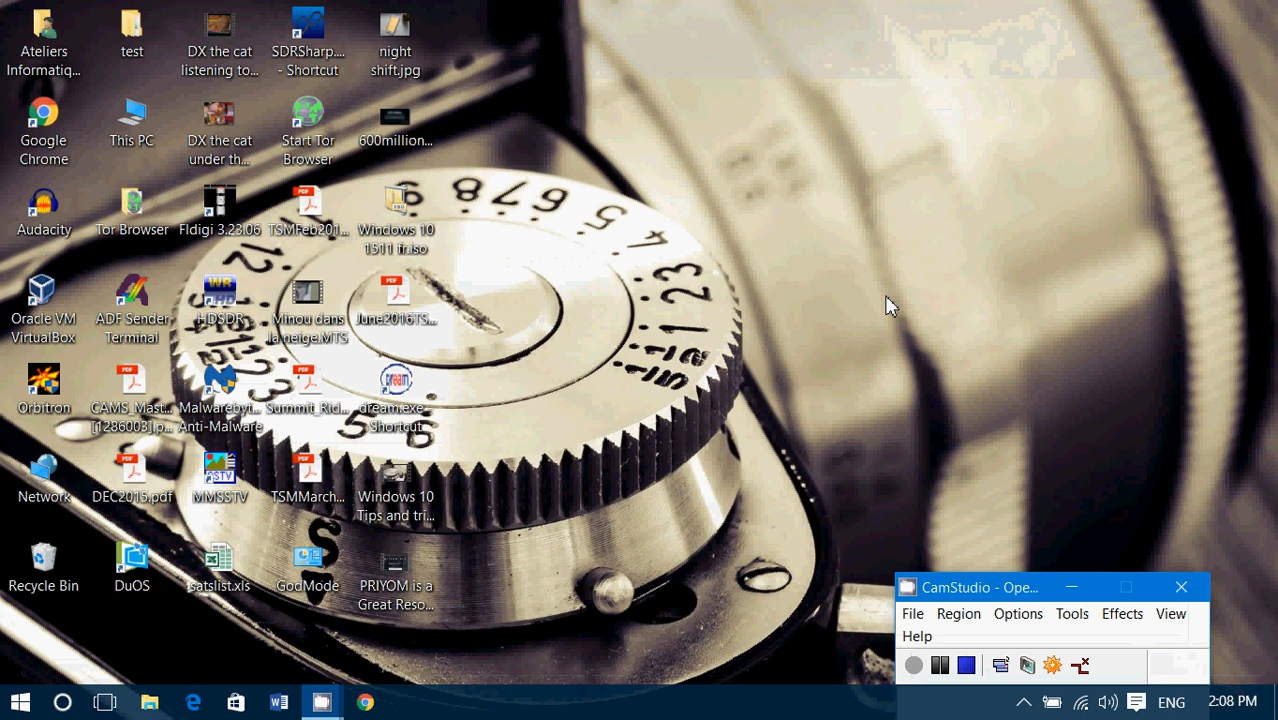 Ateliers
Informatiq...
test
DX the cat
listening to...
SDRSharp....
- Shortcut
night
shift.jpg
Google
Chrome
This PC
DX the cat
under th...
Start Tor
Browser
600million...
Audacity
Tor Browser
Fldigi 3.23.06
TSMFeb201...
Windows 10
1511 fr.iso
Oracle VM
VirtualBox
ADF Sender
Terminal
HDSDR
Minou dans
la neige.MTS
June2016TS...
Orbitron
CAMS_Mast...
[1286003]p...
Malwarebyt...
Anti-Malware
Summit_Rid...
dream.exe -
Shortcut
Network
DEC2015.pdf
MMSSTV
TSMMarch...
Windows 10
Tips and tri...
Recycle Bin
DuOS
satslist.xls
GodMode
PRIYOM is a
Great Reso...
CamStudio - Ope...
File Region Options Tools Effects View
Help
ENG
2:08 PM